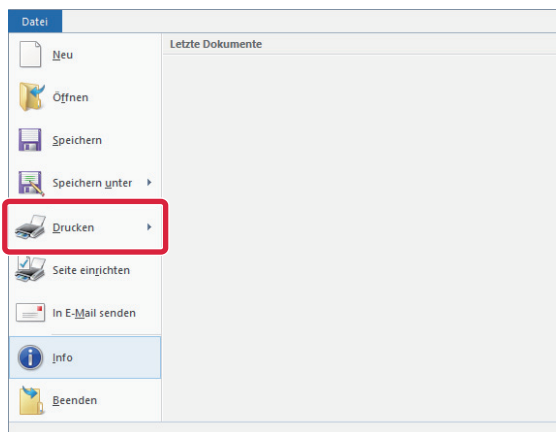 Datei
Letzte Dokumente
Neu
Öffnen
Speichern
Speichern unter
Drucken
Seite einrichten
In E-Mail senden
Info
Beenden